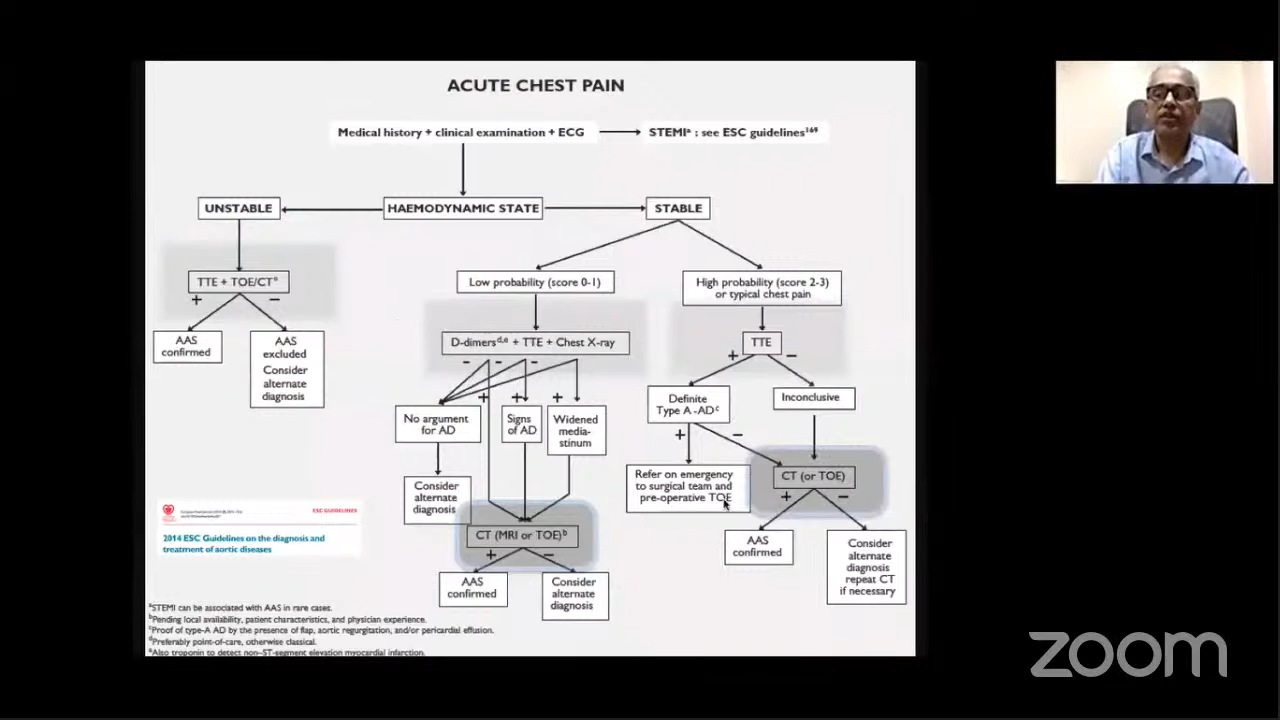 ACUTE CHEST PAIN
Medical history + clinical examination + ECG
STEMIᵃ : see ESC guidelines¹⁶⁹
UNSTABLE
HAEMODYNAMIC STATE
STABLE
TTE + TOE/CTᵃ
+
−
AAS
confirmed
AAS
excluded
Consider
alternate
diagnosis
Low probability (score 0-1)
High probability (score 2-3)
or typical chest pain
D-dimersᵈ,ᵉ + TTE + Chest X-ray
TTE
- - -
+ + +
+
−
No argument
for AD
Signs
of AD
Widened
media-
stinum
Definite
Type A -ADᶜ
Inconclusive
+
−
Consider
alternate
diagnosis
Refer on emergency
to surgical team and
pre-operative TOE
CT (or TOE)
+
−
CT (MRI or TOE)ᵇ
+
−
AAS
confirmed
Consider
alternate
diagnosis
AAS
confirmed
Consider
alternate
diagnosis
repeat CT
if necessary
ESC GUIDELINES
2014 ESC Guidelines on the diagnosis and
treatment of aortic diseases
ᵃSTEMI can be associated with AAS in rare cases.
ᵇPending local availability, patient characteristics, and physician experience.
ᶜProof of type-A AD by the presence of flap, aortic regurgitation, and/or pericardial effusion.
ᵈPreferably point-of-care, otherwise classical.
ᵉAlso troponin to detect non–ST-segment elevation myocardial infarction.
zoom